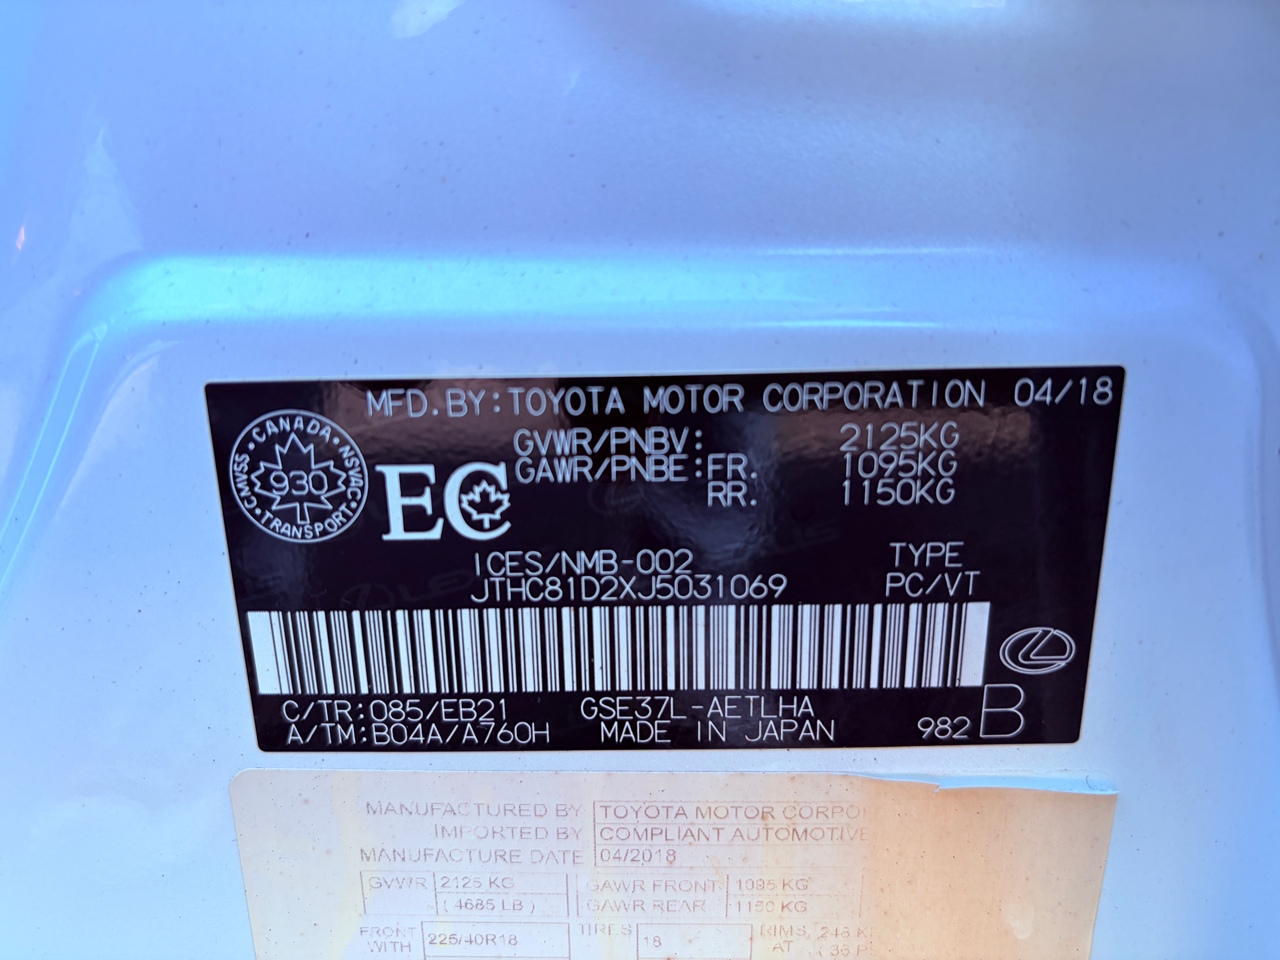 MFD.BY:TOYOTA MOTOR CORPORATION 04/18
GVWR/PNBV: 2125KG
GAWR/PNBE:FR. 1095KG
RR. 1150KG
CANADA
CMVSS 930 NSVAC
TRANSPORT
EC
ICES/NMB-002
JTHC81D2XJ5031069
TYPE
PC/VT
C/TR:085/EB21 GSE37L-AETLHA
A/TM:B04A/A760H MADE IN JAPAN
982 B
MANUFACTURED BY TOYOTA MOTOR CORPO
IMPORTED BY COMPLIANT AUTOMOTIVE
MANUFACTURE DATE 04/2018
GVWR 2125 KG GAWR FRONT 1095 KG
( 4685 LB ) GAWR REAR 1150 KG
FRONT 225/40R18 TIRES 18 RIMS, 248 K
WITH AT ( 36 P